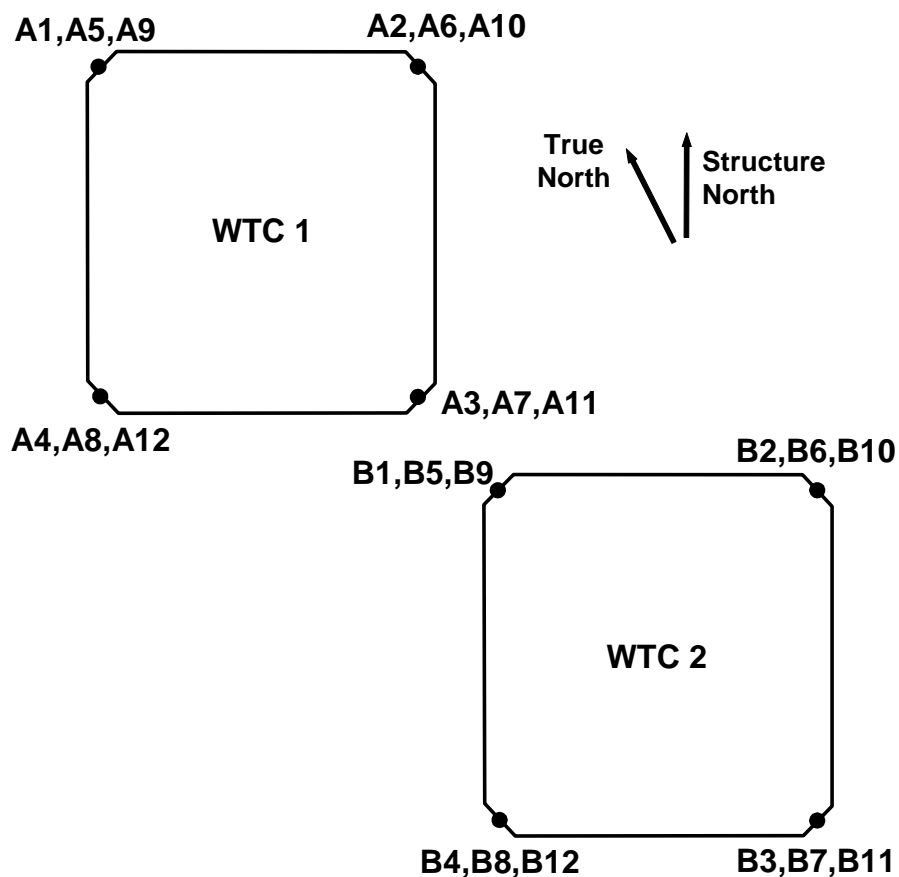 A1,A5,A9
A2,A6,A10
True
North
Structure
North
WTC 1
A3,A7,A11
A4,A8,A12
B1,B5,B9
B2,B6,B10
WTC 2
B4,B8,B12
B3,B7,B11